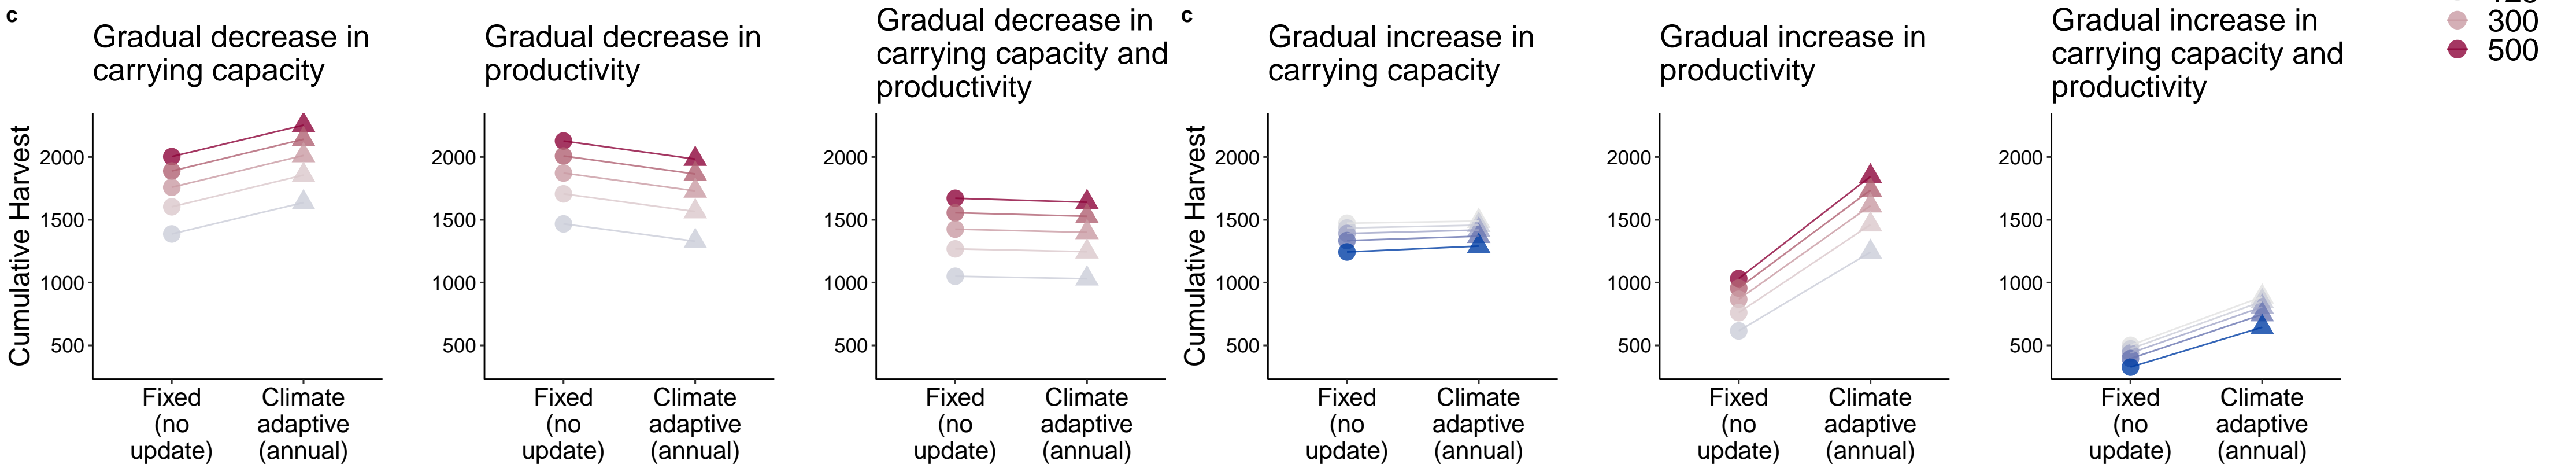 c
Gradual decrease in
carrying capacity
Cumulative Harvest
2000
1500
1000
500
Fixed
(no
update)
Climate
adaptive
(annual)
Gradual decrease in
productivity
2000
1500
1000
500
Fixed
(no
update)
Climate
adaptive
(annual)
Gradual decrease in
carrying capacity and
productivity
2000
1500
1000
500
Fixed
(no
update)
Climate
adaptive
(annual)
c
Gradual increase in
carrying capacity
Cumulative Harvest
2000
1500
1000
500
Fixed
(no
update)
Climate
adaptive
(annual)
Gradual increase in
productivity
2000
1500
1000
500
Fixed
(no
update)
Climate
adaptive
(annual)
Gradual increase in
carrying capacity and
productivity
2000
1500
1000
500
Fixed
(no
update)
Climate
adaptive
(annual)
300
500